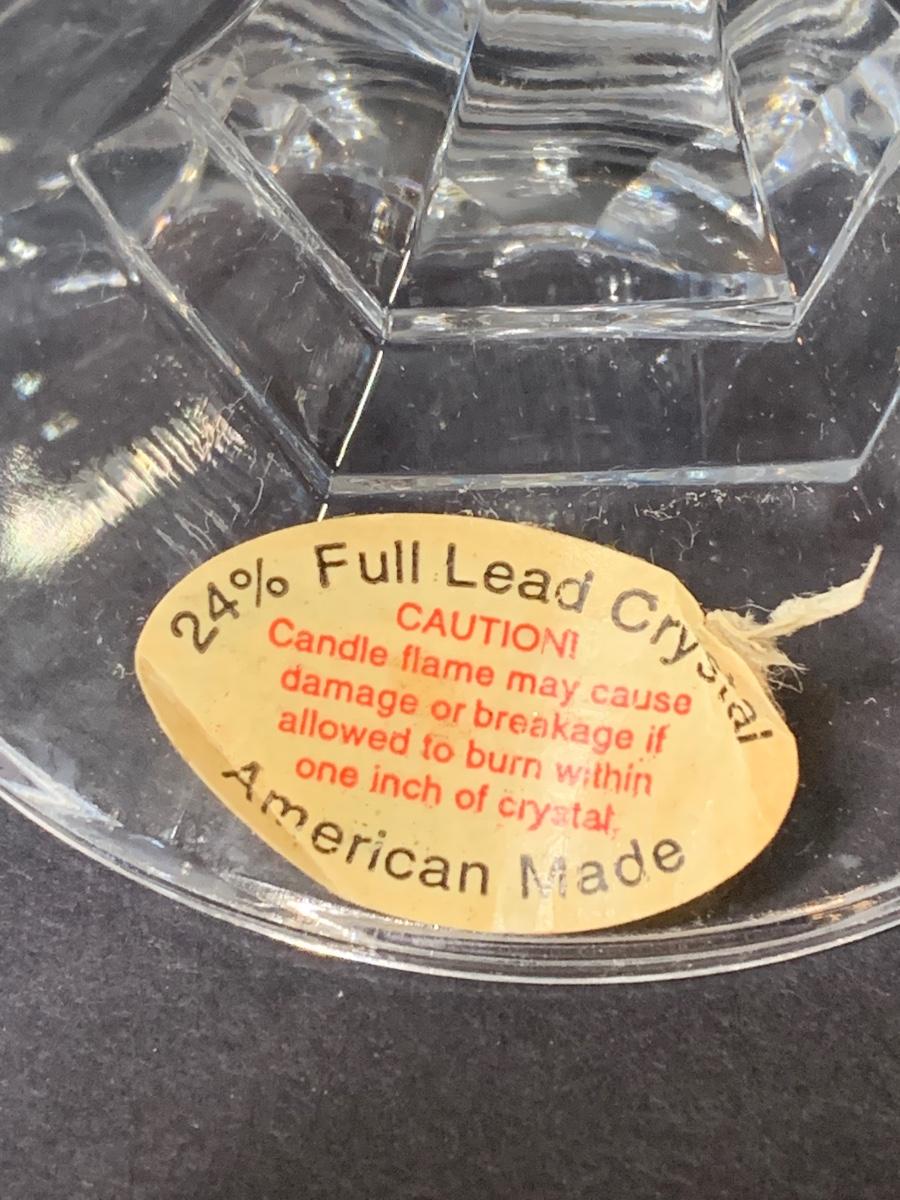 24% Full Lead Crystal
CAUTION!
Candle flame may cause
damage or breakage if
allowed to burn within
one inch of crystal.
American Made